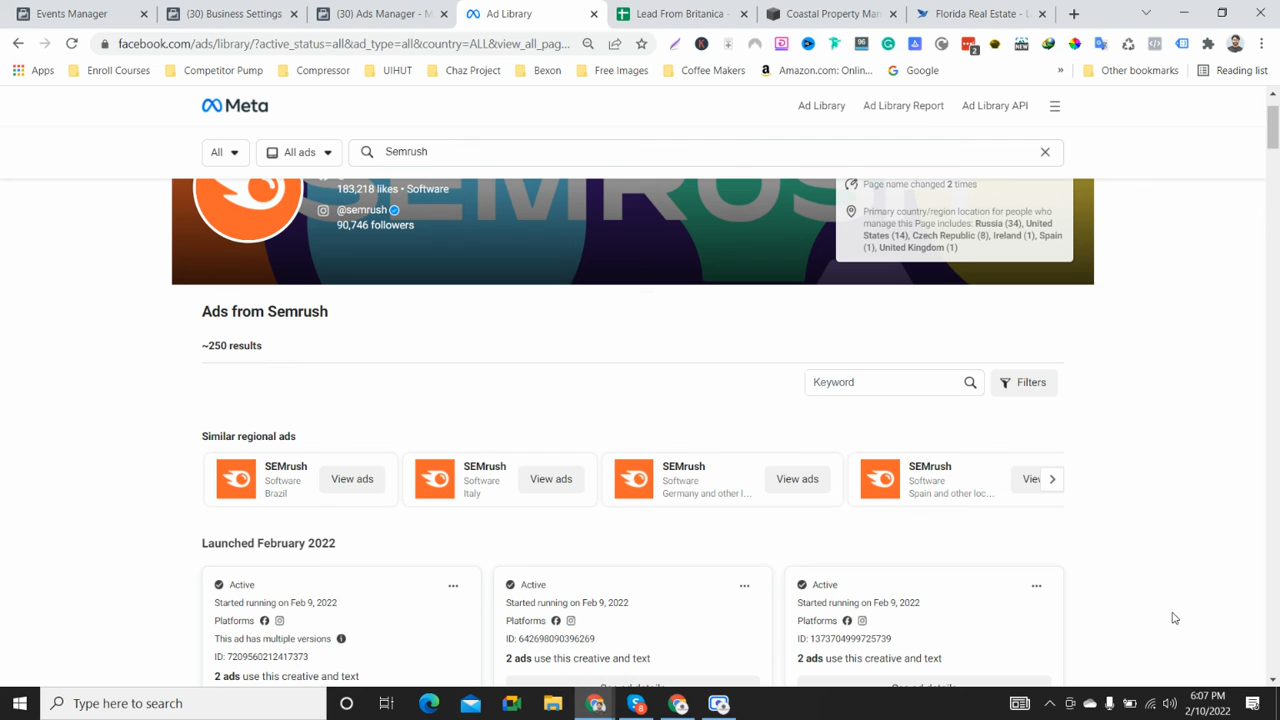 Events Manager
(30) Business Settings
(30) Ads Manager - M
Ad Library
Lead From Britanica -
Coastal Property Ma
Florida Real Estate - L
facebook.com/ads/library/?active_status=all&ad_type=all&country=ALL&view_all_pag...
96
NEW
2
Apps
Enroll Courses
Competitor Pump
Compressor
UIHUT
Chaz Project
Bexon
Free Images
Coffee Makers
Amazon.com: Onlin...
Google
»
Other bookmarks
Reading list
Meta
Ad Library
Ad Library Report
Ad Library API
All
All ads
Semrush
SEMRUSH
183,218 likes • Software
@semrush
90,746 followers
Page name changed 2 times
Primary country/region location for people who
manage this Page includes: Russia (34), United
States (14), Czech Republic (8), Ireland (1), Spain
(1), United Kingdom (1)
Ads from Semrush
~250 results
Keyword
Filters
Similar regional ads
SEMrush
Software
Brazil
View ads
SEMrush
Software
Italy
View ads
SEMrush
Software
Germany and other l...
View ads
SEMrush
Software
Spain and other loc...
Launched February 2022
Active
Started running on Feb 9, 2022
Platforms
This ad has multiple versions
ID: 7209560212417373
2 ads use this creative and text
Active
Started running on Feb 9, 2022
Platforms
ID: 642698090396269
2 ads use this creative and text
Active
Started running on Feb 9, 2022
Platforms
ID: 1373704999725739
2 ads use this creative and text
Type here to search
6:07 PM
2/10/2022